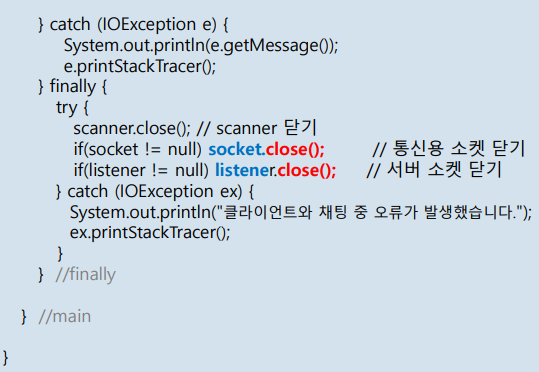 } catch (IOException e) {
System.out.println(e.getMessage());
e.printStackTracer();
} finally {
try {
scanner.close(); // scanner 닫기
if(socket != null) socket.close(); // 통신용 소켓 닫기
if(listener != null) listener.close(); // 서버 소켓 닫기
} catch (IOException ex) {
System.out.println("클라이언트와 채팅 중 오류가 발생했습니다.");
ex.printStackTracer();
}
} //finally
} //main
}